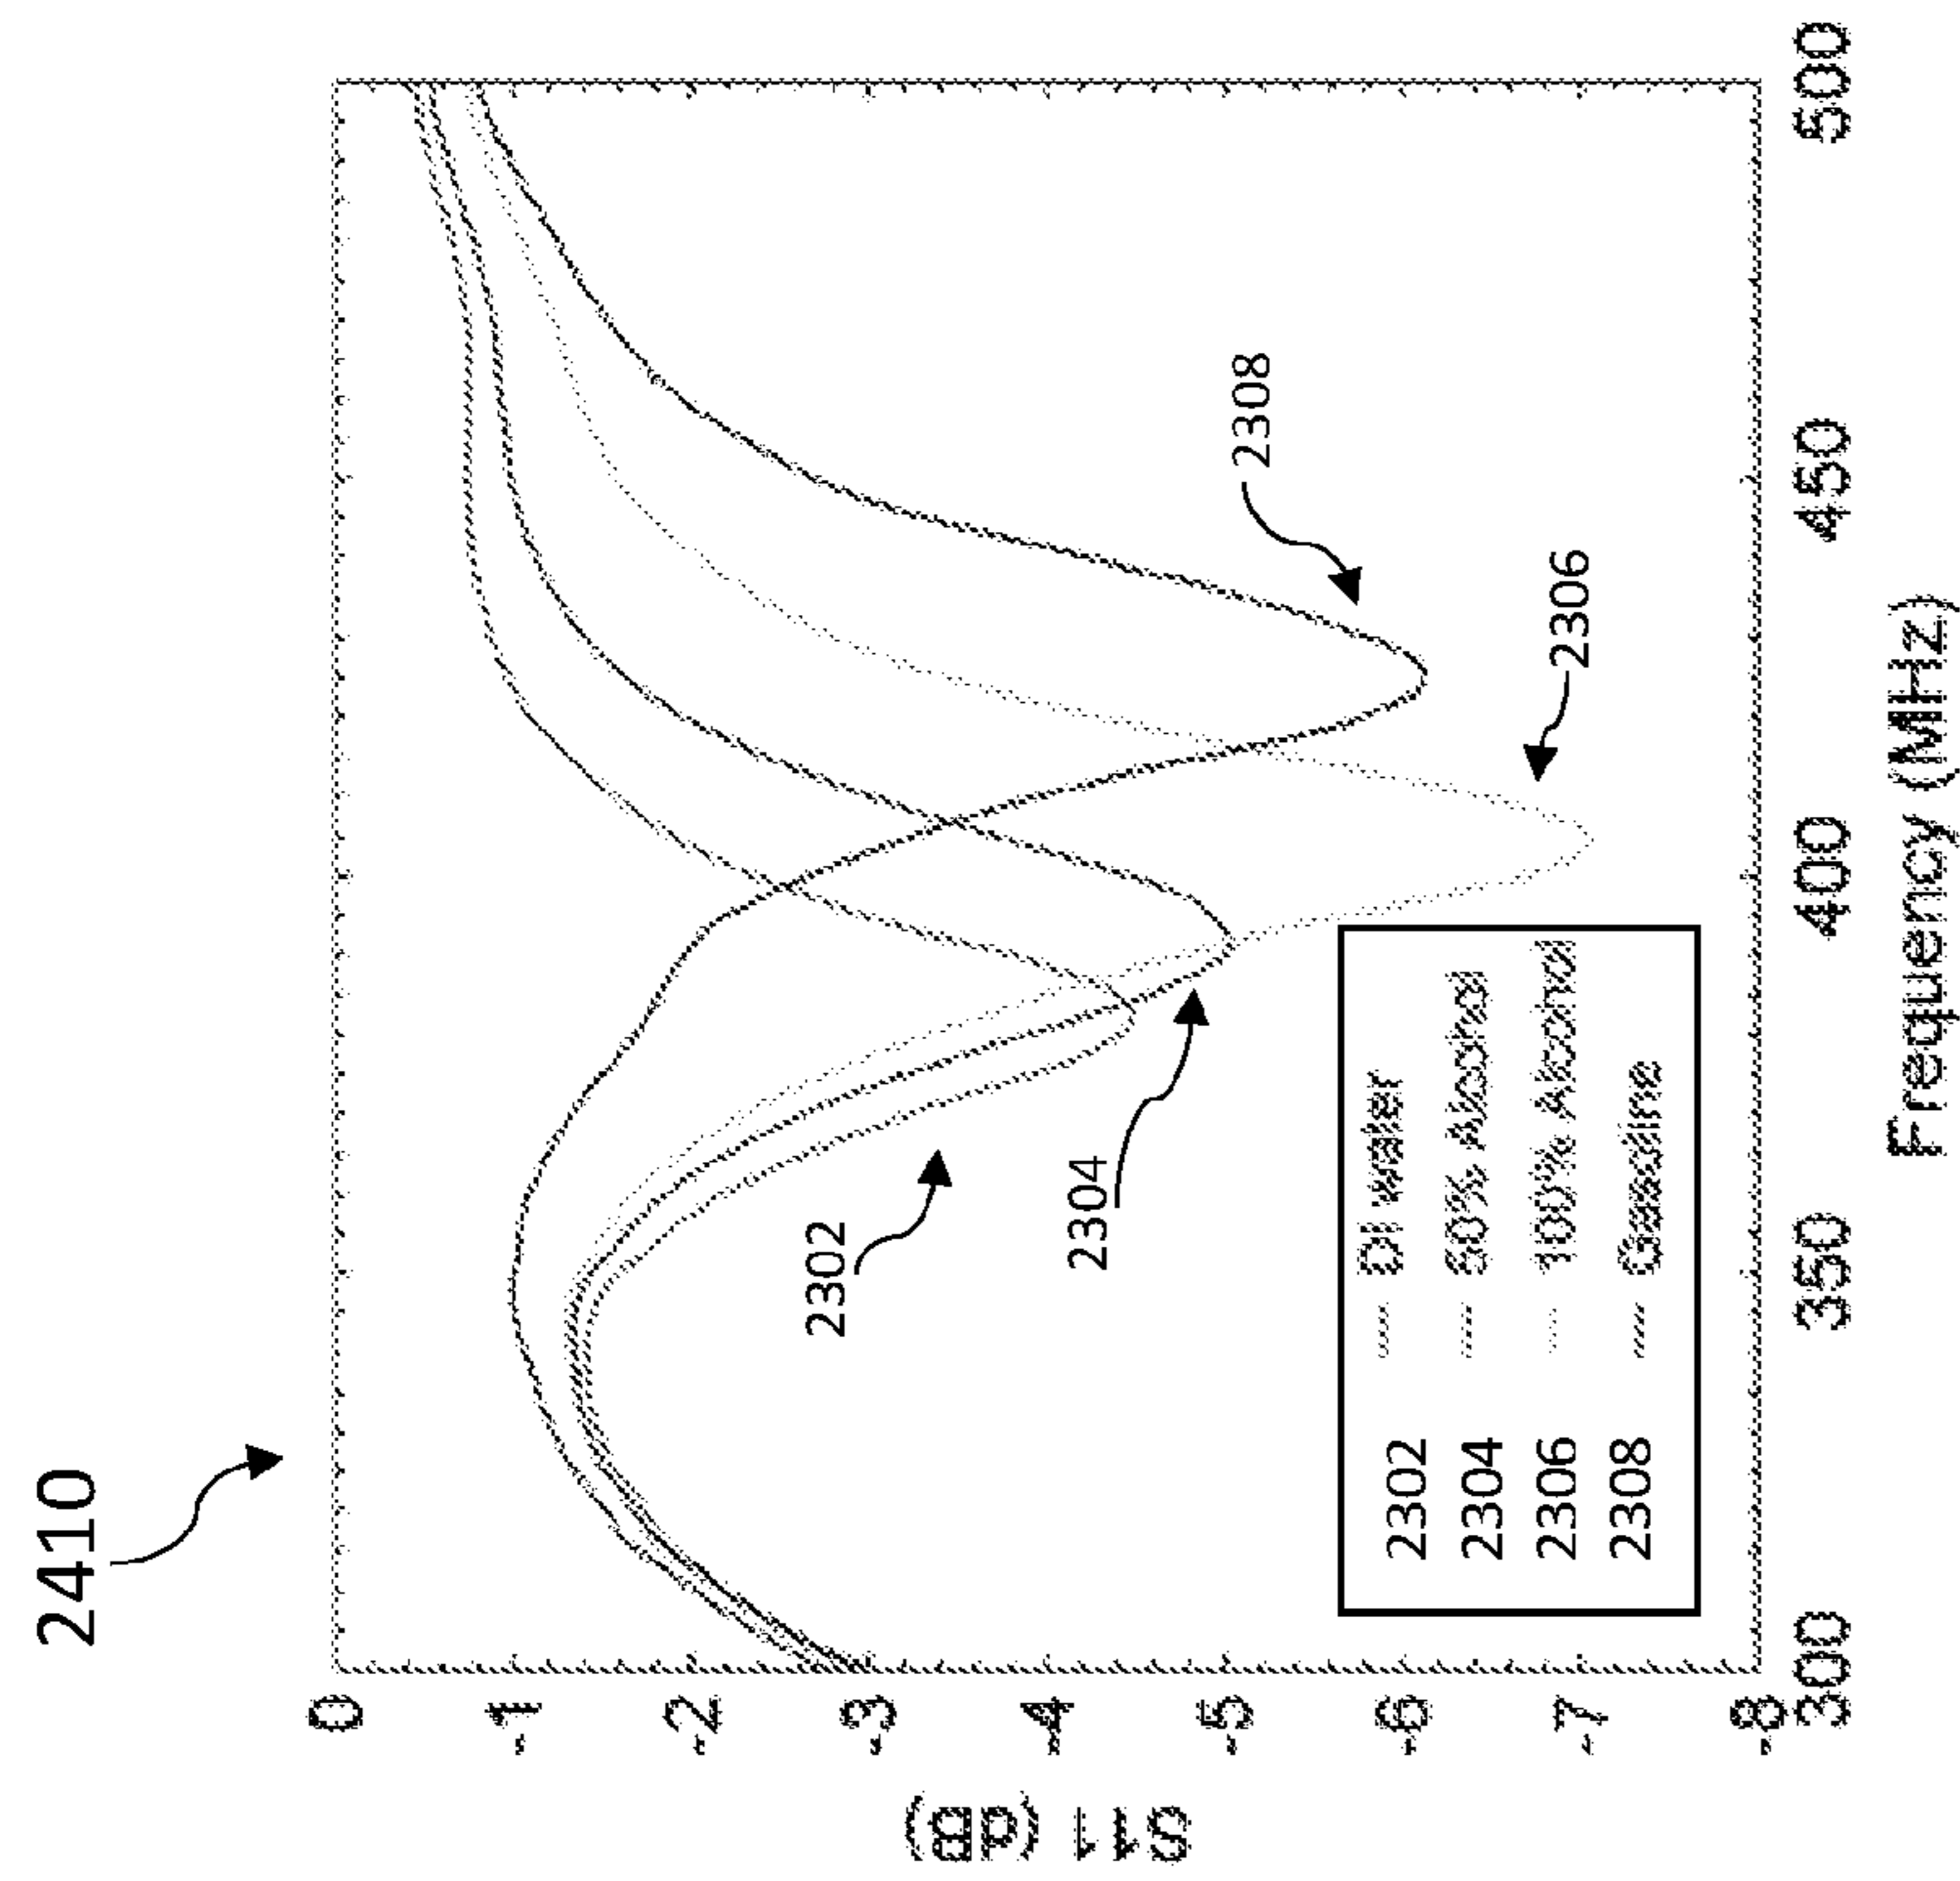 2410
S11 (dB)
0
-1
-2
-3
-4
-5
-6
-7
-8
2302
2304
2306
2308
2302 DI water
2304 50% Alcohol
2306 100% Alcohol
2308 Gasoline
300 350 400 450 500
Frequency (MHz)